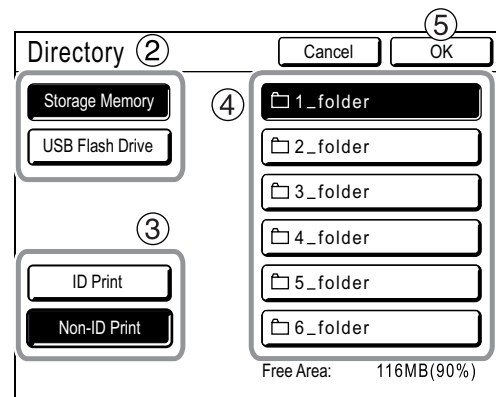 ⑤
Directory ② Cancel OK
Storage Memory
USB Flash Drive
④
1_folder
2_folder
3_folder
4_folder
5_folder
6_folder
③
ID Print
Non-ID Print
Free Area: 116MB(90%)